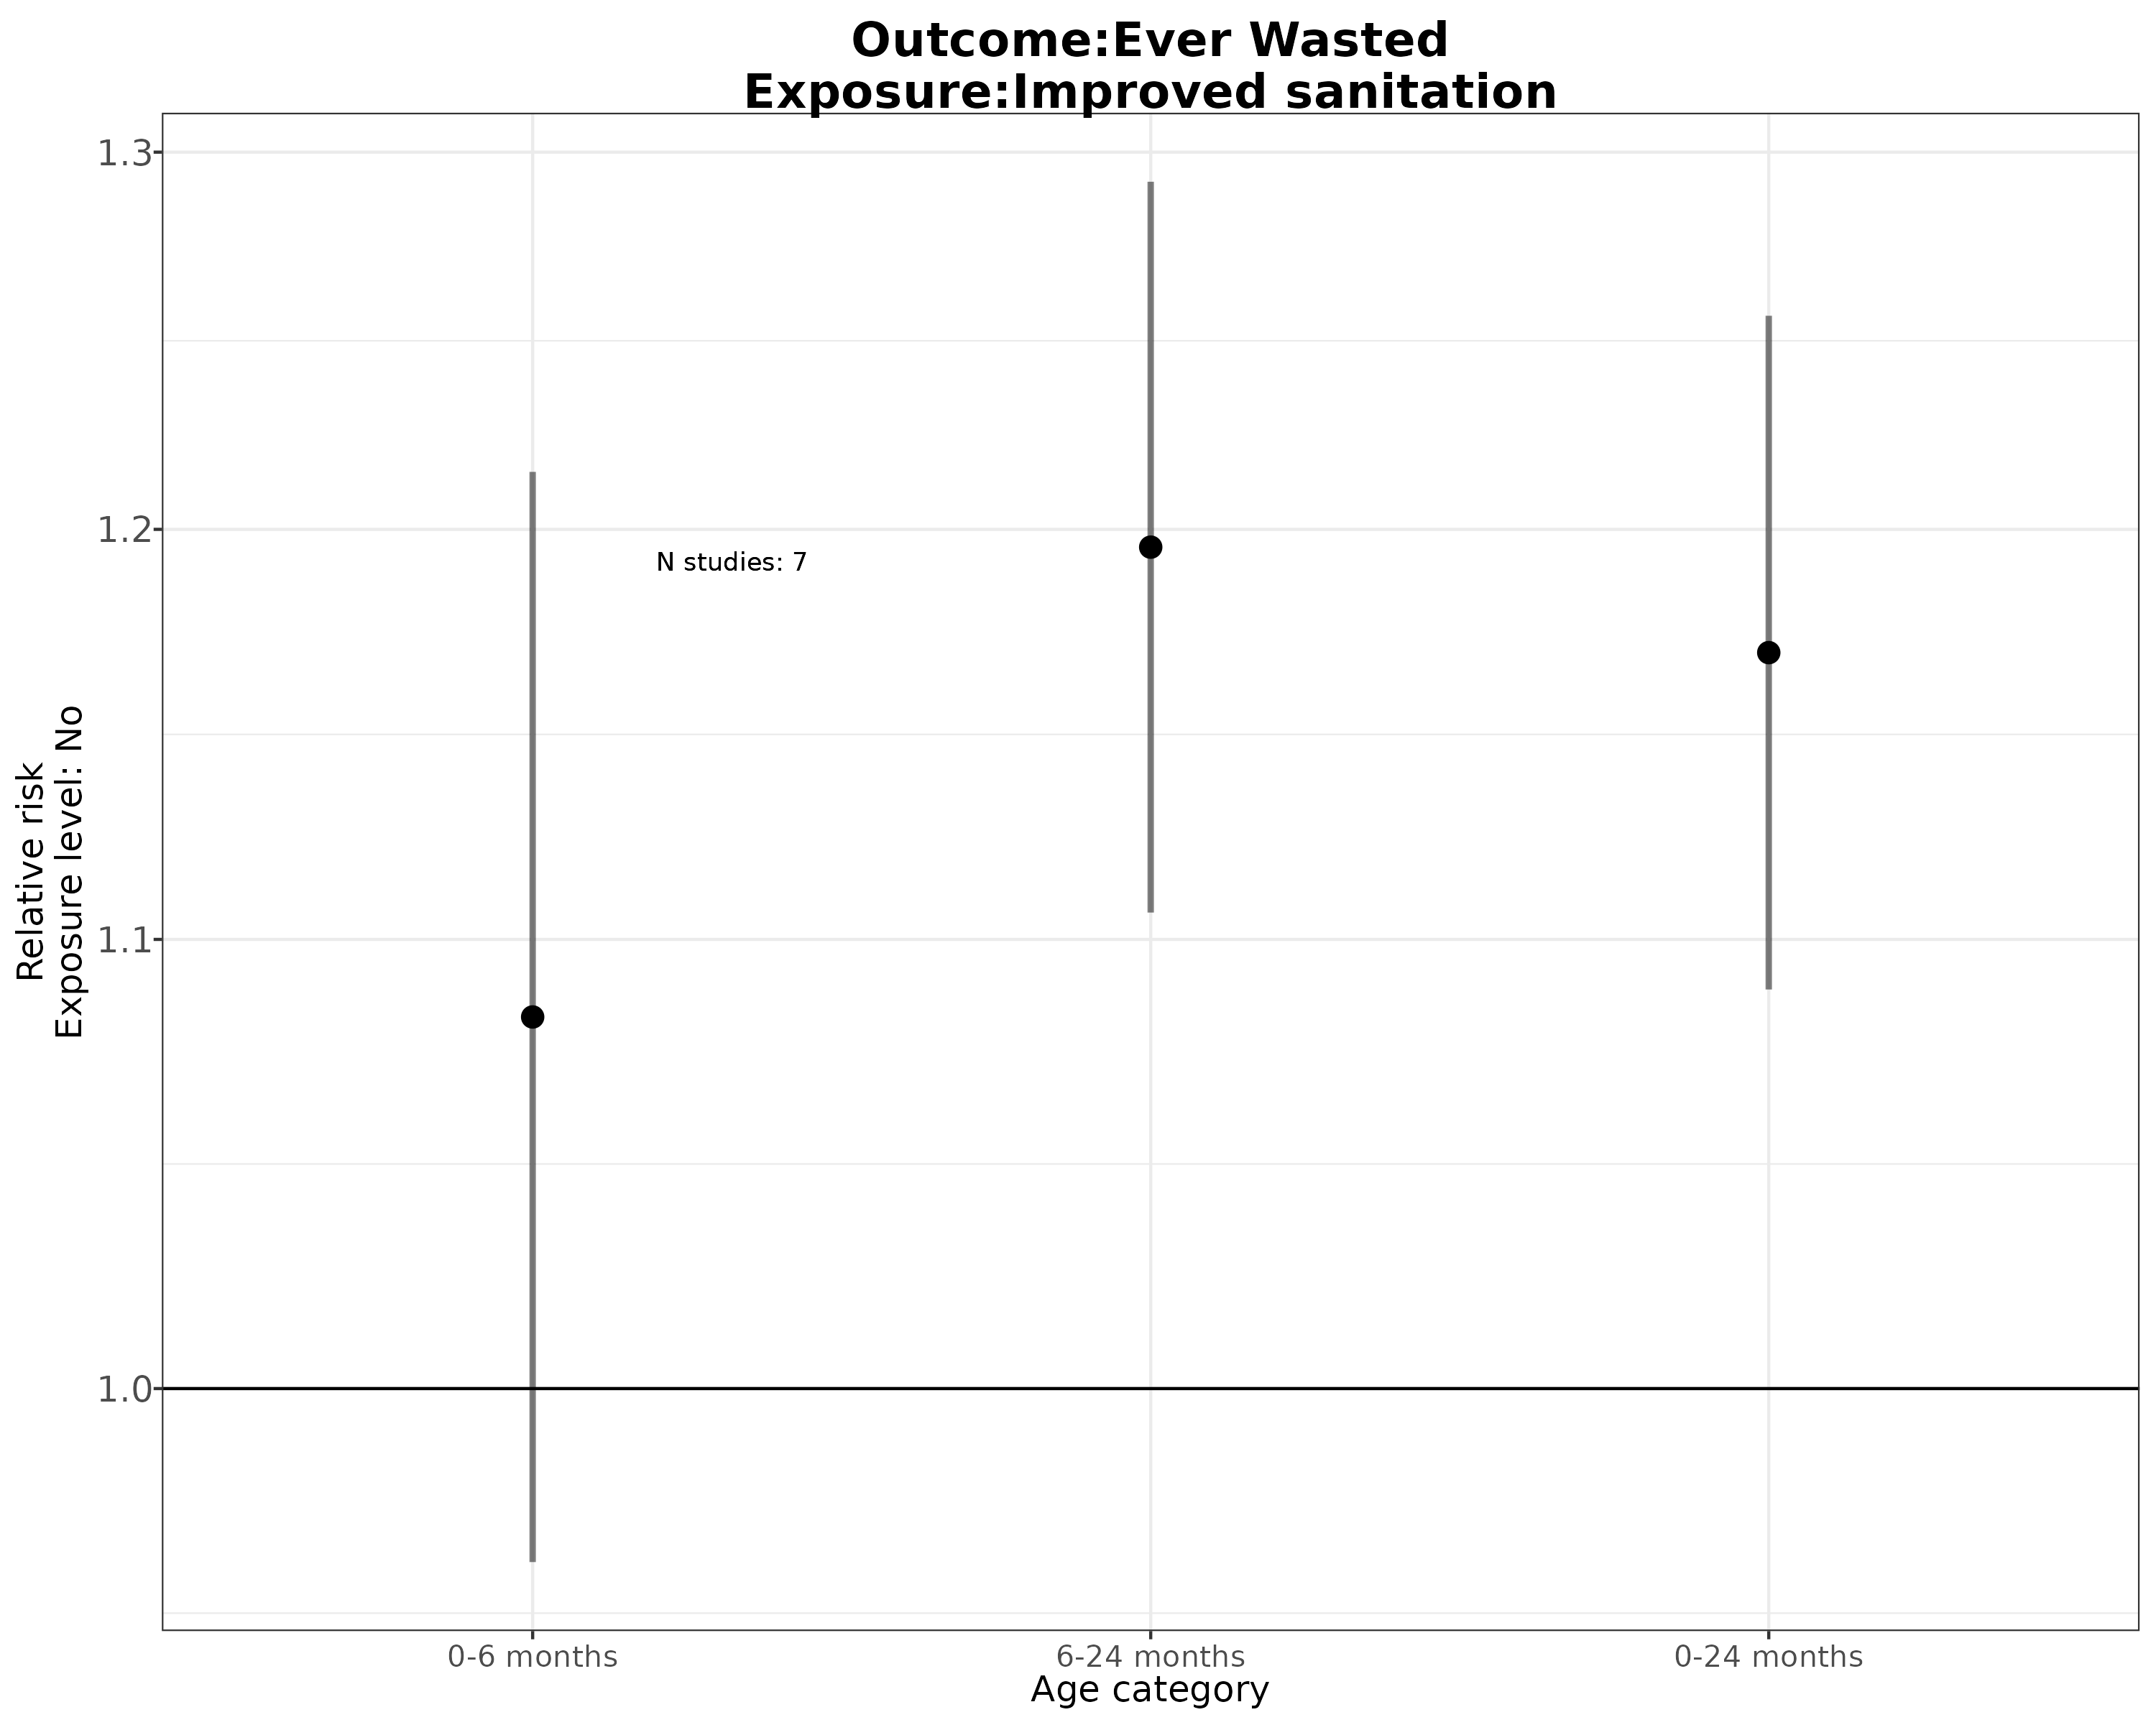 Outcome:Ever Wasted
Exposure:Improved sanitation
1.3
1.2
1.1
1.0
Relative risk
Exposure level: No
N studies: 7
0-6 months
6-24 months
0-24 months
Age category